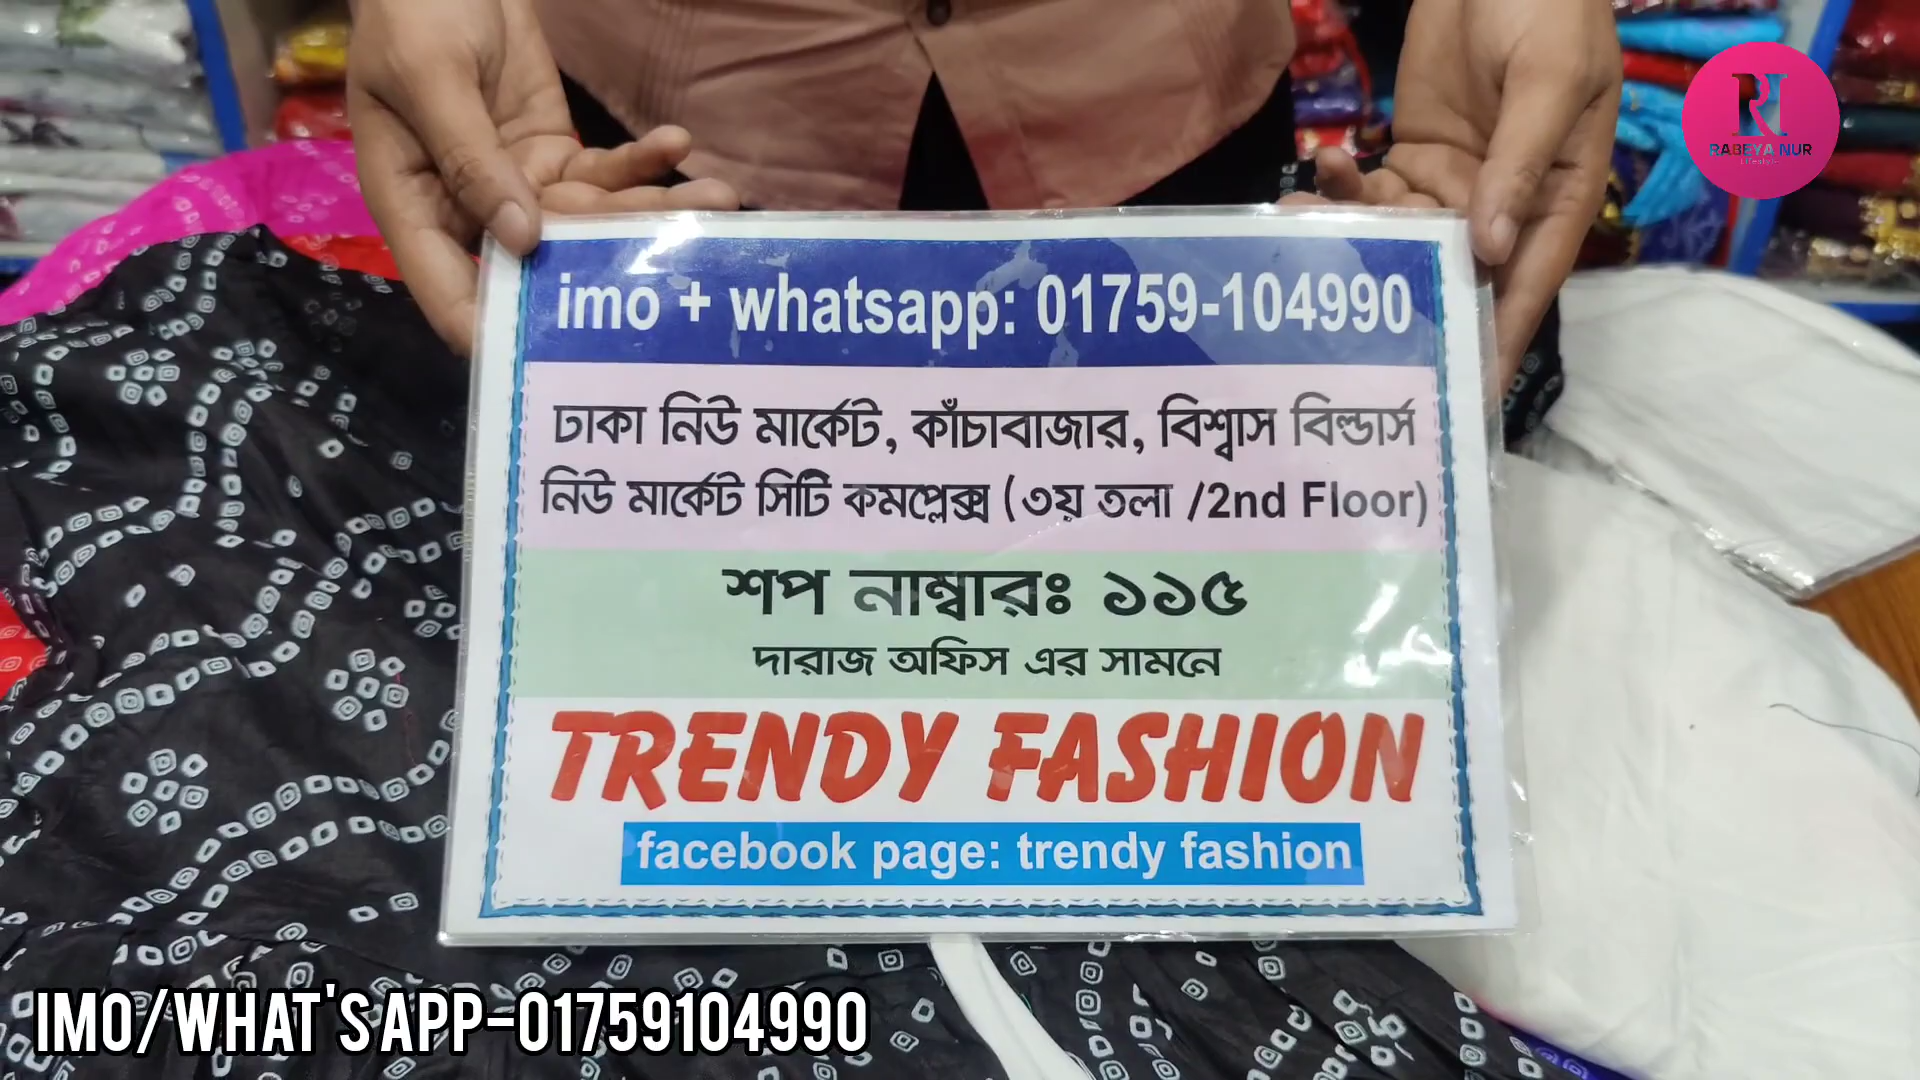 RABEYA NUR
Lifestyle
imo + whatsapp: 01759-104990
ঢাকা নিউ মার্কেট, কাঁচাবাজার, বিশ্বাস বিল্ডার্স
নিউ মার্কেট সিটি কমপ্লেক্স (৩য় তলা /2nd Floor)
শপ নাম্বারঃ ১১৫
দারাজ অফিস এর সামনে
TRENDY FASHION
facebook page: trendy fashion
IMO/WHAT'S APP-01759104990